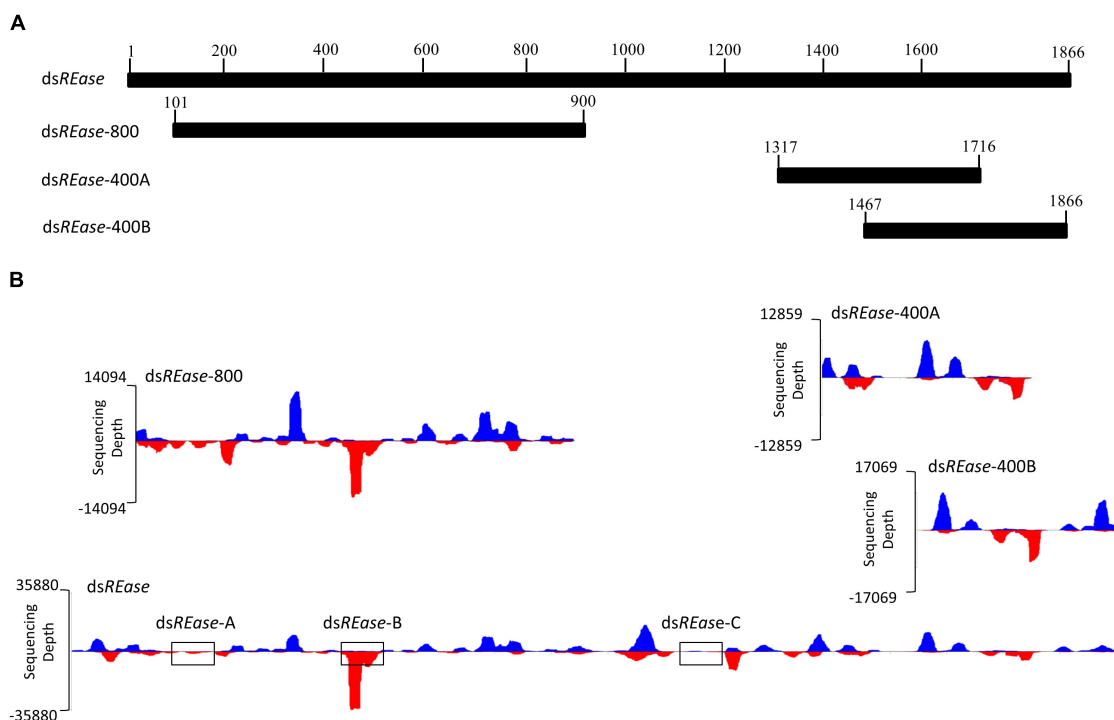 A
1 200 400 600 800 1000 1200 1400 1600 1866
dsREase
101 900
dsREase-800
1317 1716
dsREase-400A
1467 1866
dsREase-400B
B
12859 dsREase-400A
Sequencing
Depth
-12859
14094 dsREase-800
Sequencing
Depth
-14094
17069 dsREase-400B
Sequencing
Depth
-17069
35880 dsREase
Sequencing
Depth
dsREase-A dsREase-B dsREase-C
-35880